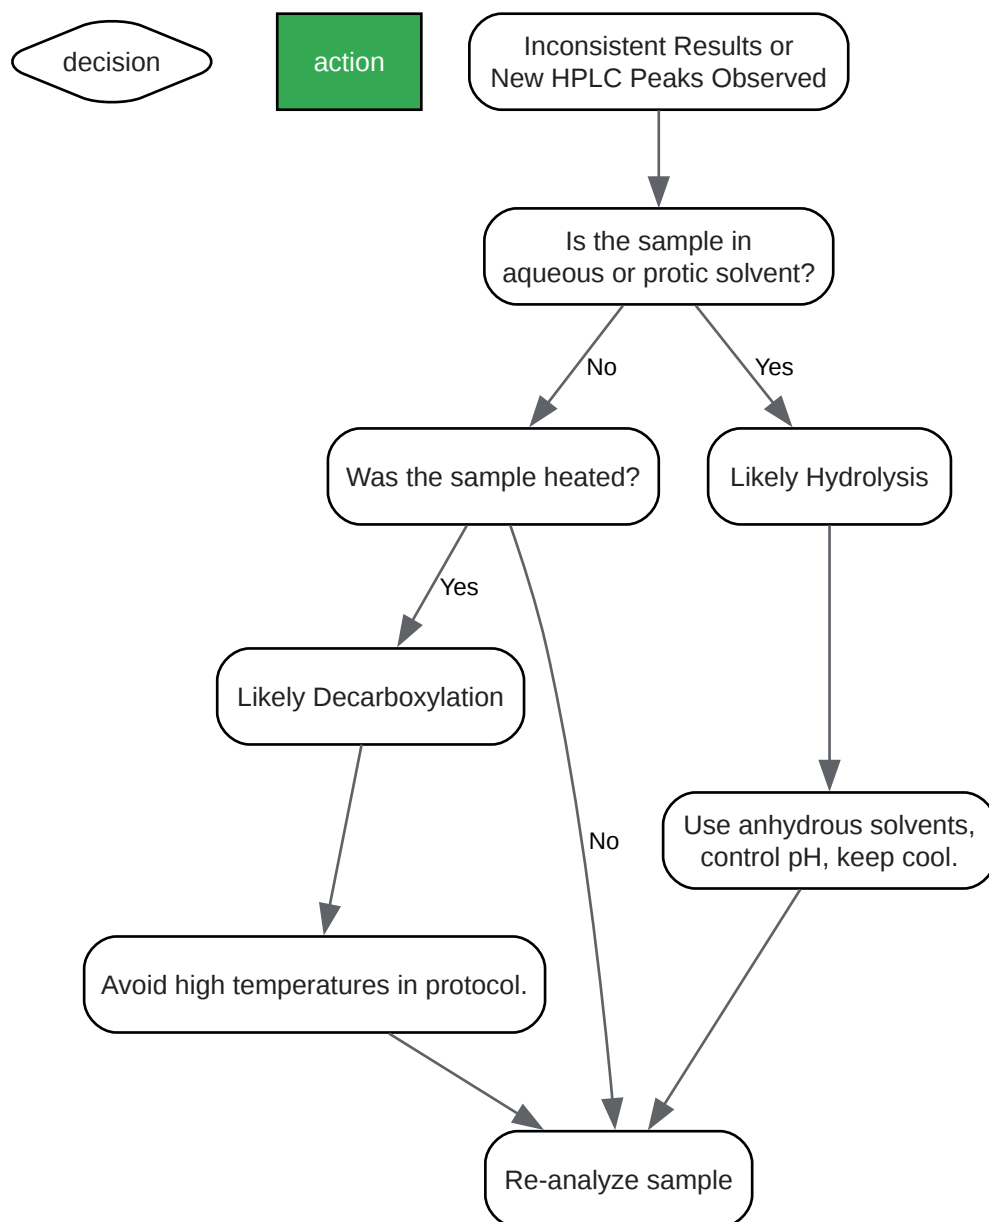 decision
action
Inconsistent Results or
New HPLC Peaks Observed
Is the sample in
aqueous or protic solvent?
No
Yes
Was the sample heated?
Likely Hydrolysis
Yes
Likely Decarboxylation
No
Use anhydrous solvents,
control pH, keep cool.
Avoid high temperatures in protocol.
Re-analyze sample